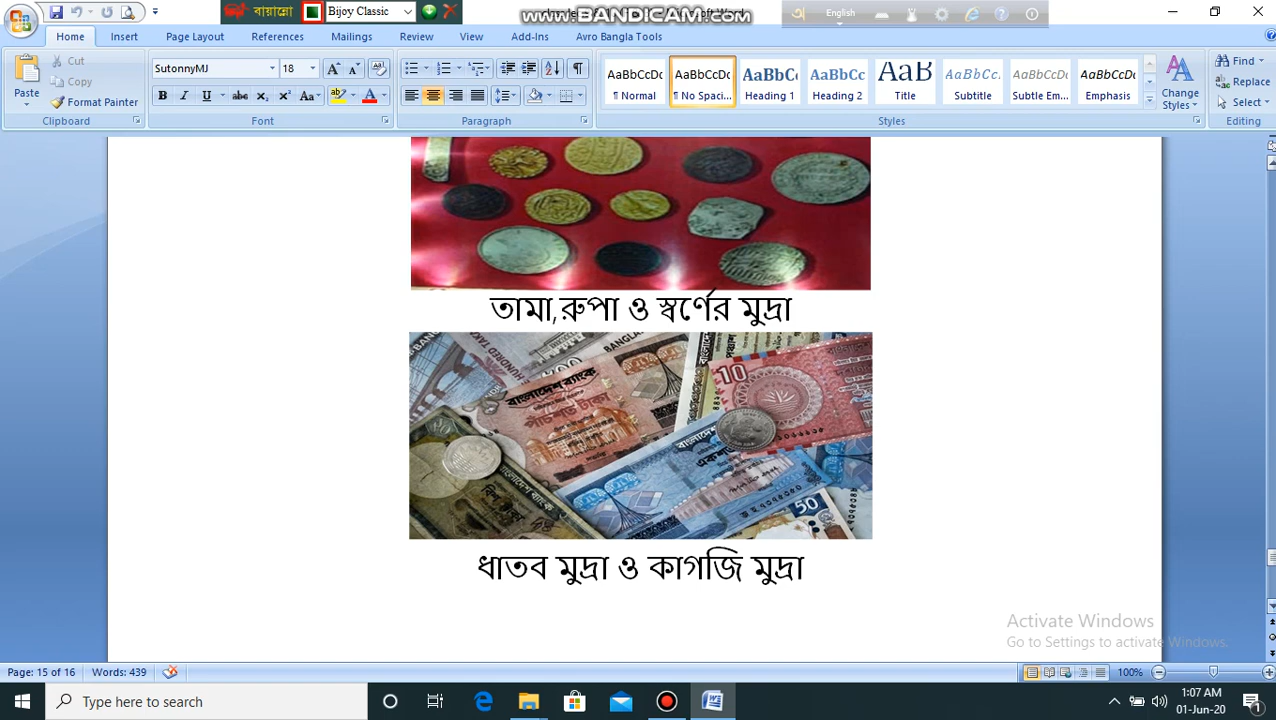 বায়ান্নো Bijoy Classic www.BANDICAM.com English
Home Insert Page Layout References Mailings Review View Add-Ins Avro Bangla Tools
Paste Cut Copy Format Painter Clipboard
SutonnyMJ 18 Font
Paragraph
AaBbCcDc ¶ Normal
AaBbCcDc ¶ No Spaci...
AaBbCc Heading 1
AaBbCc Heading 2
AaB Title
AaBbCc. Subtitle
AaBbCcDc Subtle Em...
AaBbCcDc Emphasis
Change Styles Styles
Find Replace Select Editing
তামা,রুপা ও স্বর্ণের মুদ্রা
BANGLA
বাংলাদেশ ব্যাংক
পাঁচশত টাকা
10
50
ধাতব মুদ্রা ও কাগজি মুদ্রা
Activate Windows
Go to Settings to activate Windows.
Page: 15 of 16 Words: 439 100%
Type here to search 1:07 AM
01-Jun-20